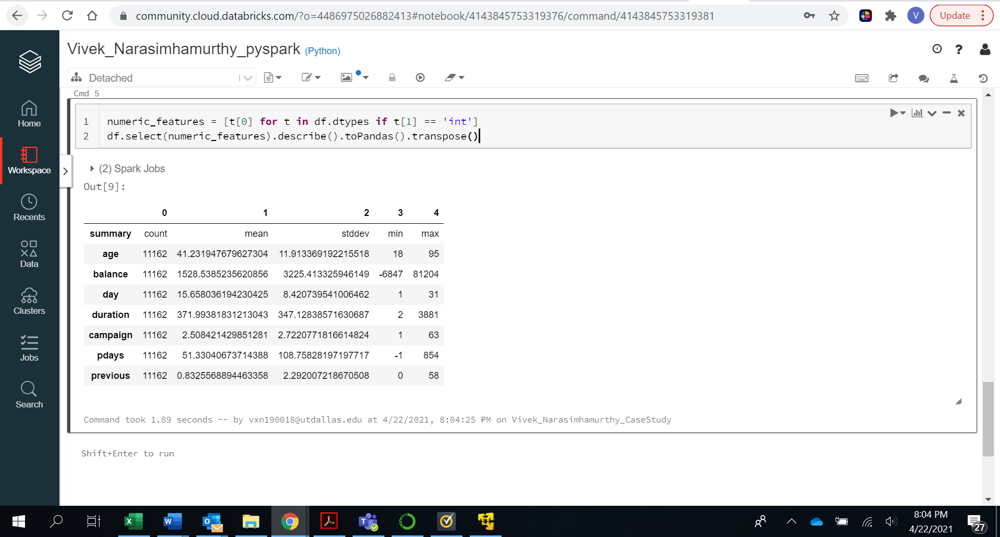 community.cloud.databricks.com/?o=4486975026882413#notebook/4143845753319376/command/4143845753319381
V
Update
Vivek_Narasimhamurthy_pyspark (Python)
Detached
Cmd 5
1 numeric_features = [t[0] for t in df.dtypes if t[1] == 'int']
2 df.select(numeric_features).describe().toPandas().transpose()
(2) Spark Jobs
Out[9]:
0 1 2 3 4
summary count mean stddev min max
age 11162 41.231947679627304 11.913369192215518 18 95
balance 11162 1528.5385235620856 3225.413325946149 -6847 81204
day 11162 15.658036194230425 8.420739541006462 1 31
duration 11162 371.99381831213043 347.12838571630687 2 3881
campaign 11162 2.508421429851281 2.7220771816614824 1 63
pdays 11162 51.33040673714388 108.75828197197717 -1 854
previous 11162 0.8325568894463358 2.292007218670508 0 58
Command took 1.89 seconds -- by vxn190018@utdallas.edu at 4/22/2021, 8:04:25 PM on Vivek_Narasimhamurthy_CaseStudy
Shift+Enter to run
Home
Workspace
Recents
Data
Clusters
Jobs
Search
8:04 PM
4/22/2021
27